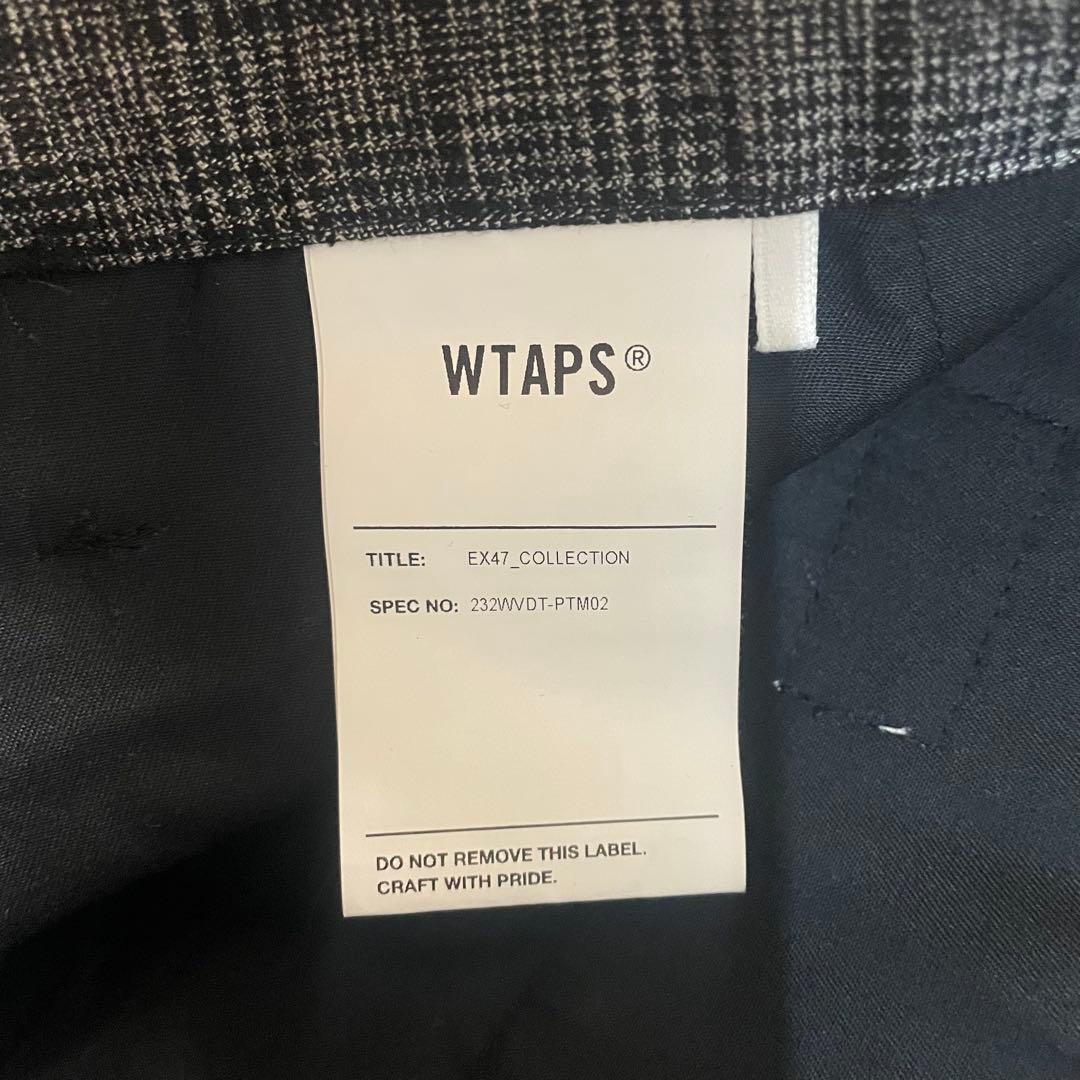 WTAPS®
TITLE: EX47_COLLECTION
SPEC NO: 232WVDT-PTM02
DO NOT REMOVE THIS LABEL.
CRAFT WITH PRIDE.